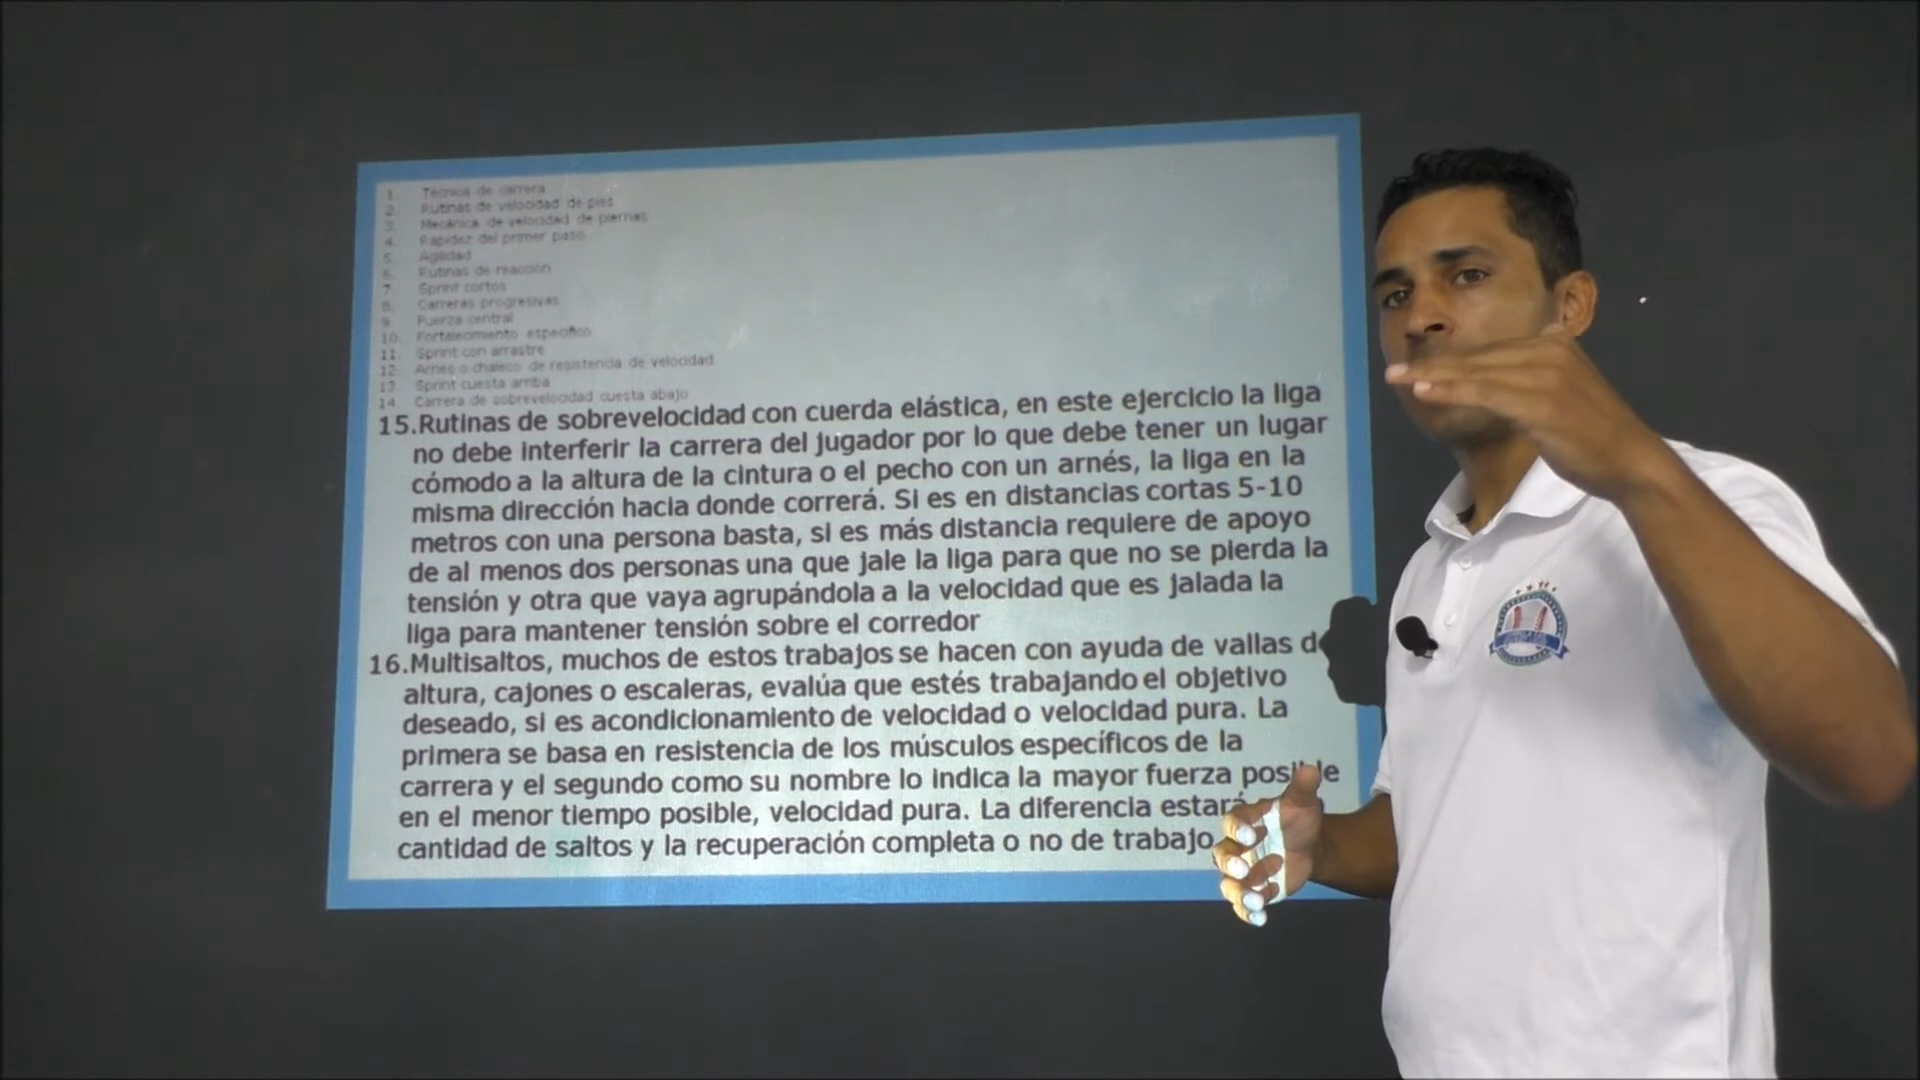 1. Técnica de carrera
2. Rutinas de velocidad de pies
3. Mecánica de velocidad de piernas
4. Rapidez del primer paso
5. Agilidad
6. Rutinas de reacción
7. Sprint cortos
8. Carreras progresivas
9. Fuerza central
10. Fortalecimiento específico
11. Sprint con arrastre
12. Arnés o chaleco de resistencia de velocidad
13. Sprint cuesta arriba
14. Carrera de sobrevelocidad cuesta abajo
15.Rutinas de sobrevelocidad con cuerda elástica, en este ejercicio la liga
no debe interferir la carrera del jugador por lo que debe tener un lugar
cómodo a la altura de la cintura o el pecho con un arnés, la liga en la
misma dirección hacia donde correrá. Si es en distancias cortas 5-10
metros con una persona basta, si es más distancia requiere de apoyo
de al menos dos personas una que jale la liga para que no se pierda la
tensión y otra que vaya agrupándola a la velocidad que es jalada la
liga para mantener tensión sobre el corredor
16.Multisaltos, muchos de estos trabajos se hacen con ayuda de vallas d
altura, cajones o escaleras, evalúa que estés trabajando el objetivo
deseado, si es acondicionamiento de velocidad o velocidad pura. La
primera se basa en resistencia de los músculos específicos de la
carrera y el segundo como su nombre lo indica la mayor fuerza posible
en el menor tiempo posible, velocidad pura. La diferencia estará
cantidad de saltos y la recuperación completa o no de trabajo